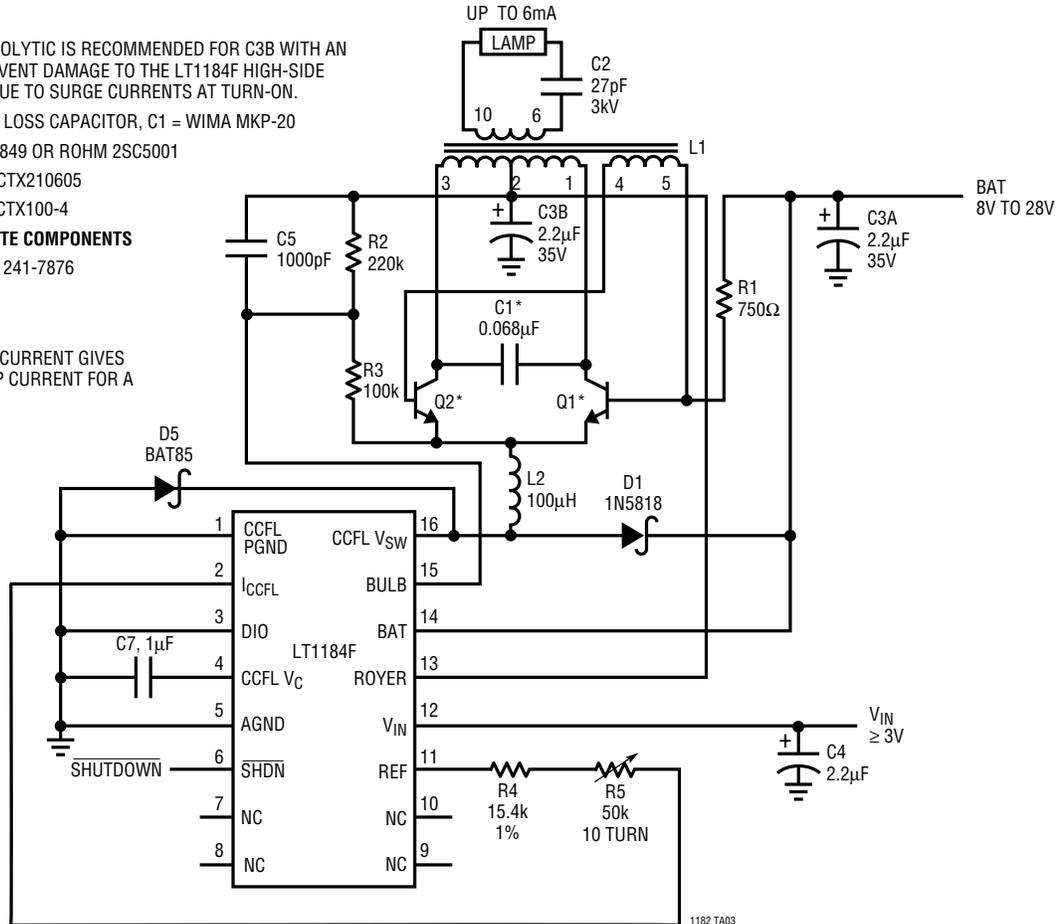 UP TO 6mA
LAMP
C2
27pF
3kV
10
6
OLYTIC IS RECOMMENDED FOR C3B WITH AN
VENT DAMAGE TO THE LT1184F HIGH-SIDE
UE TO SURGE CURRENTS AT TURN-ON.
LOSS CAPACITOR, C1 = WIMA MKP-20
849 OR ROHM 2SC5001
CTX210605
CTX100-4
TE COMPONENTS
241-7876
CURRENT GIVES
P CURRENT FOR A
L1
3
2
1
4
5
BAT
8V TO 28V
+
C3B
2.2µF
35V
+
C3A
2.2µF
35V
C5
1000pF
R2
220k
R1
750Ω
C1*
0.068µF
R3
100k
Q2*
Q1*
D5
BAT85
L2
100µH
D1
1N5818
1
CCFL
PGND
2
ICCFL
3
DIO
C7, 1µF
4
CCFL VC
5
AGND
SHUTDOWN
6
SHDN
7
NC
8
NC
LT1184F
16
CCFL VSW
15
BULB
14
BAT
13
ROYER
12
VIN
11
REF
10
NC
9
NC
VIN
≥ 3V
+
C4
2.2µF
R4
15.4k
1%
R5
50k
10 TURN
1182 TA03